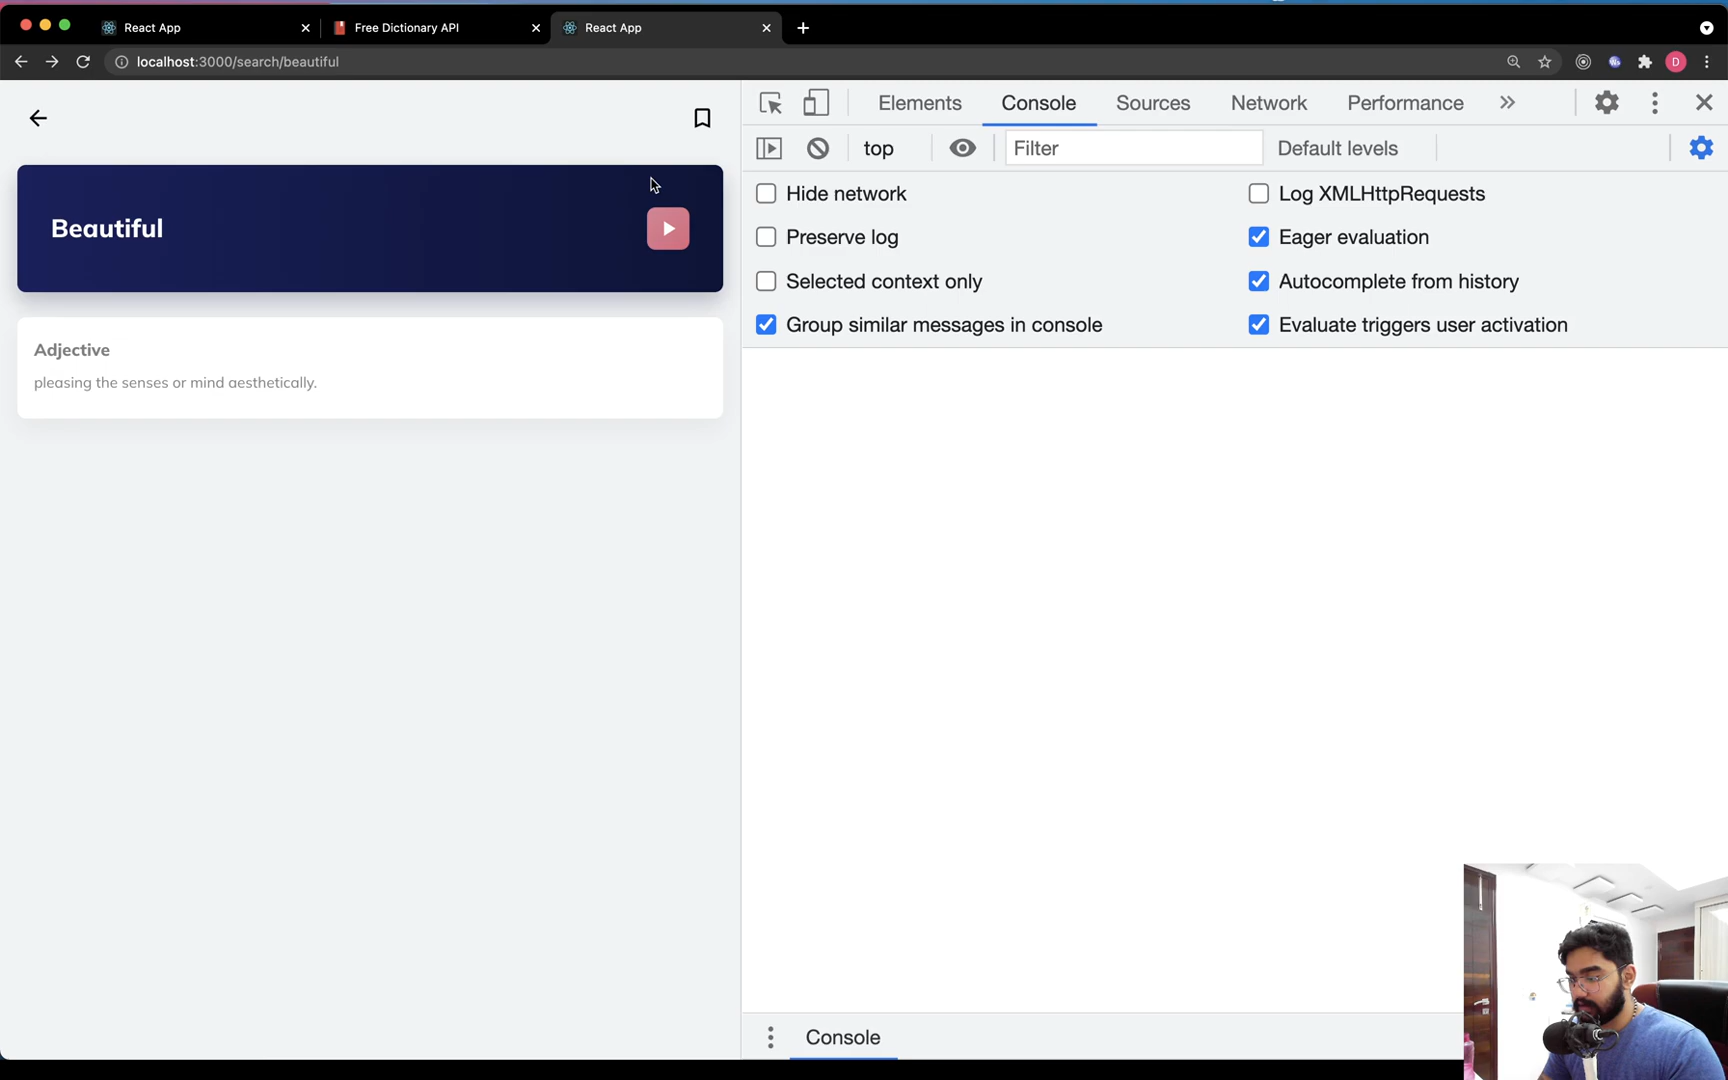 React App
Free Dictionary API
React App
localhost:3000/search/beautiful
D
Beautiful
Adjective
pleasing the senses or mind aesthetically.
Elements
Console
Sources
Network
Performance
top
Filter
Default levels
Hide network
Log XMLHttpRequests
Preserve log
Eager evaluation
Selected context only
Autocomplete from history
Group similar messages in console
Evaluate triggers user activation
Console